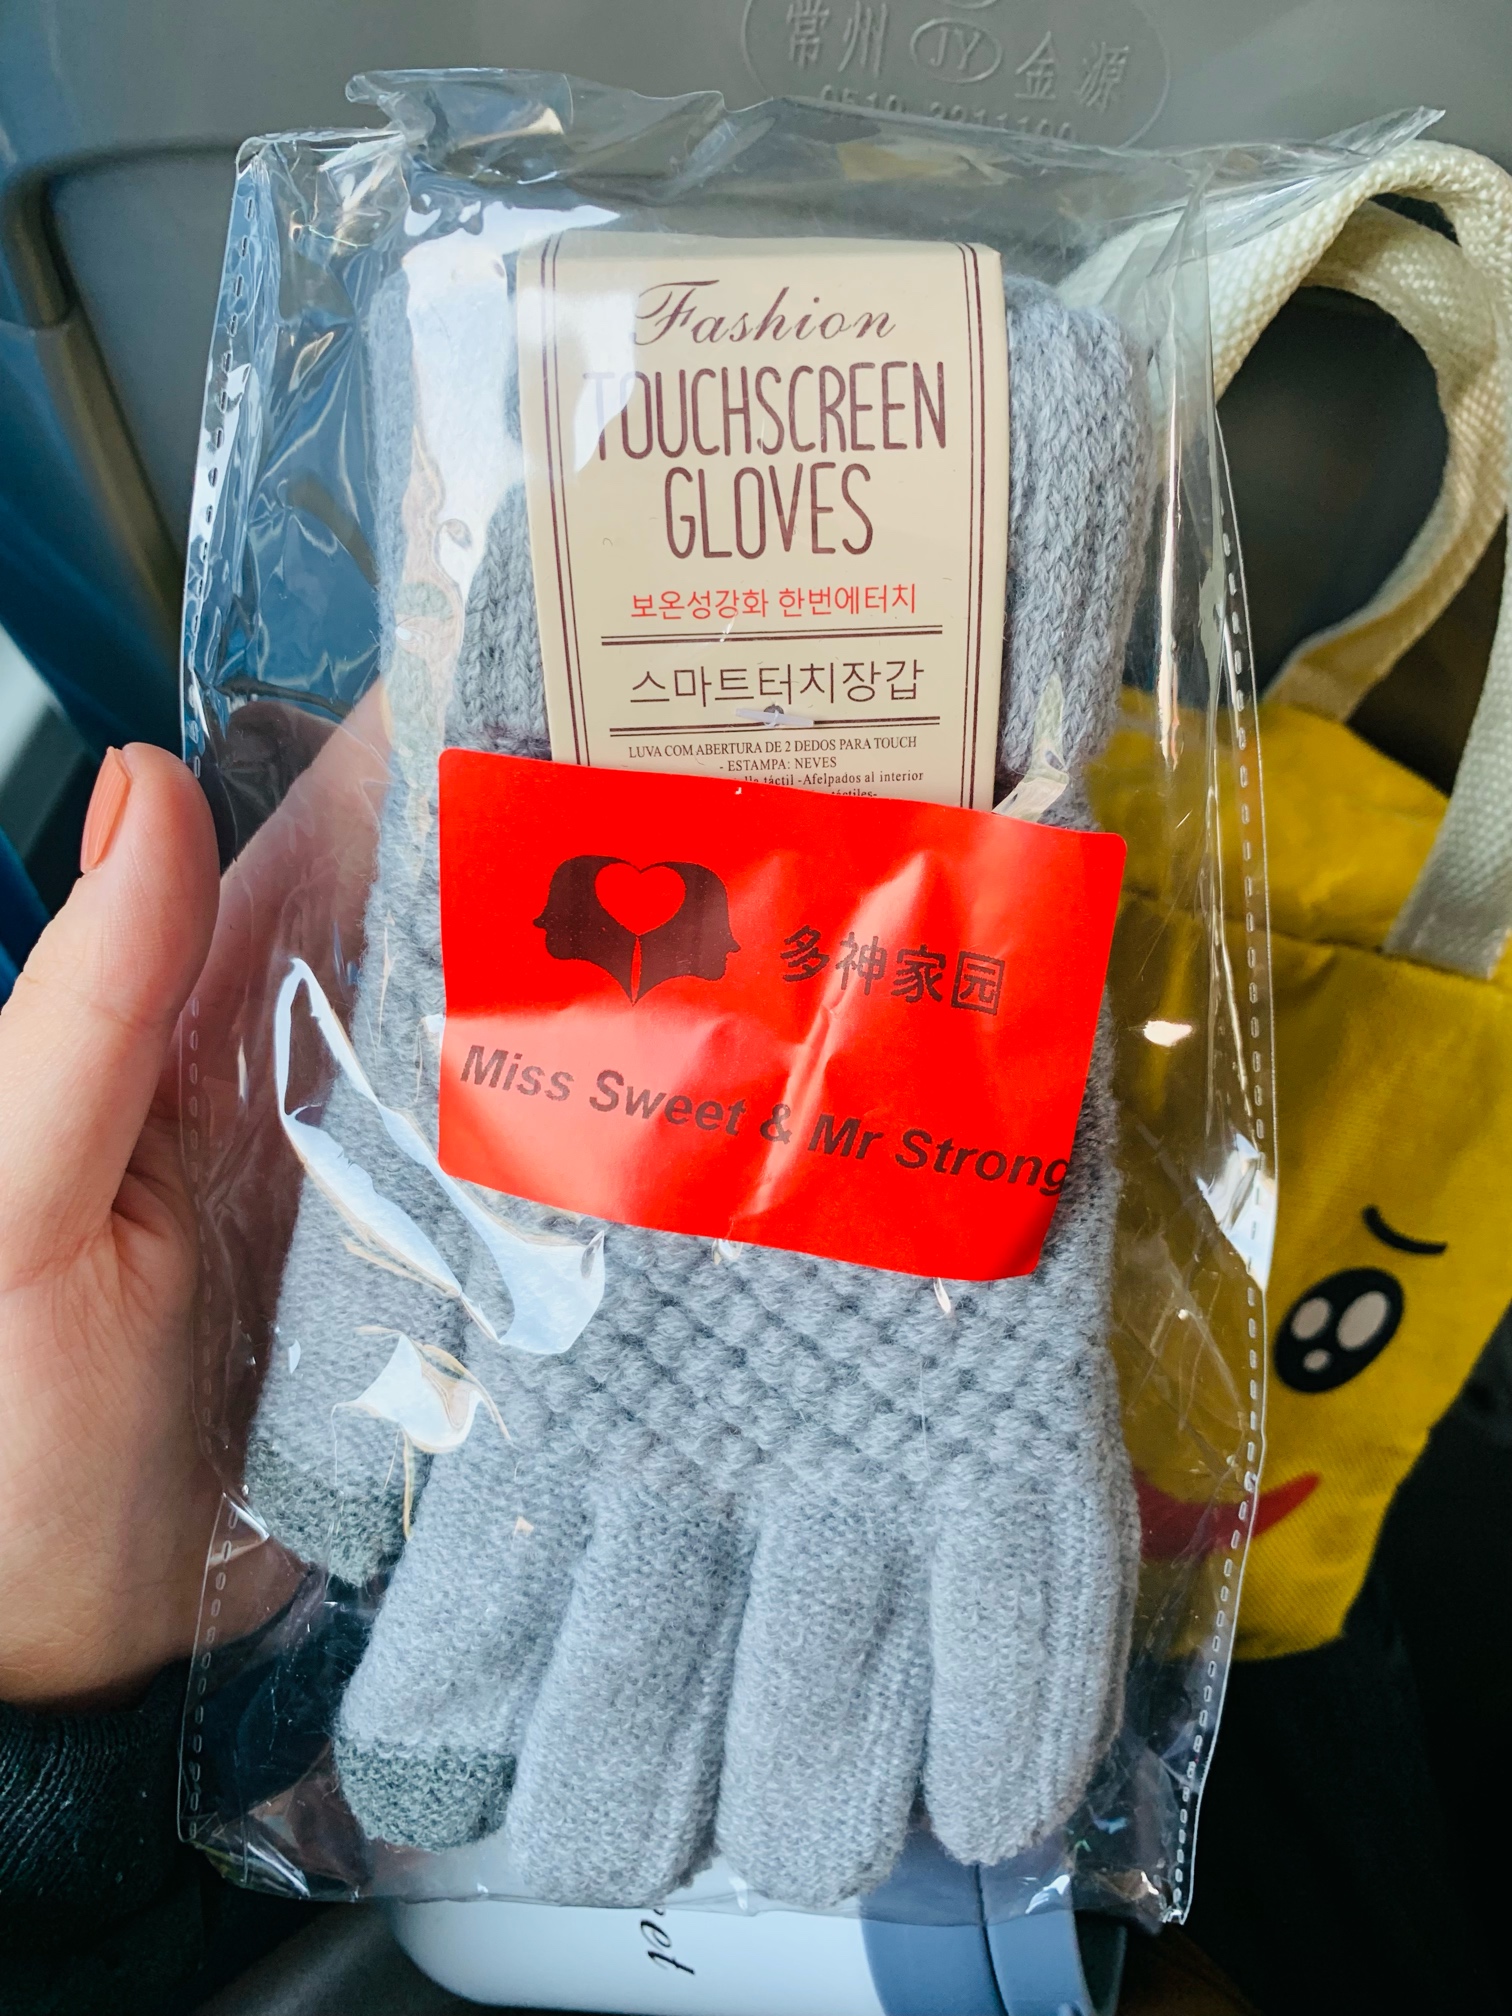 常州 JY 金源
Fashion
TOUCHSCREEN
GLOVES
보온성강화 한번에터치
스마트터치장갑
LUVA COM ABERTURA DE 2 DEDOS PARA TOUCH
- ESTAMPA: NEVES
táctil -Afelpados al interior
多神家园
Miss Sweet & Mr Strong